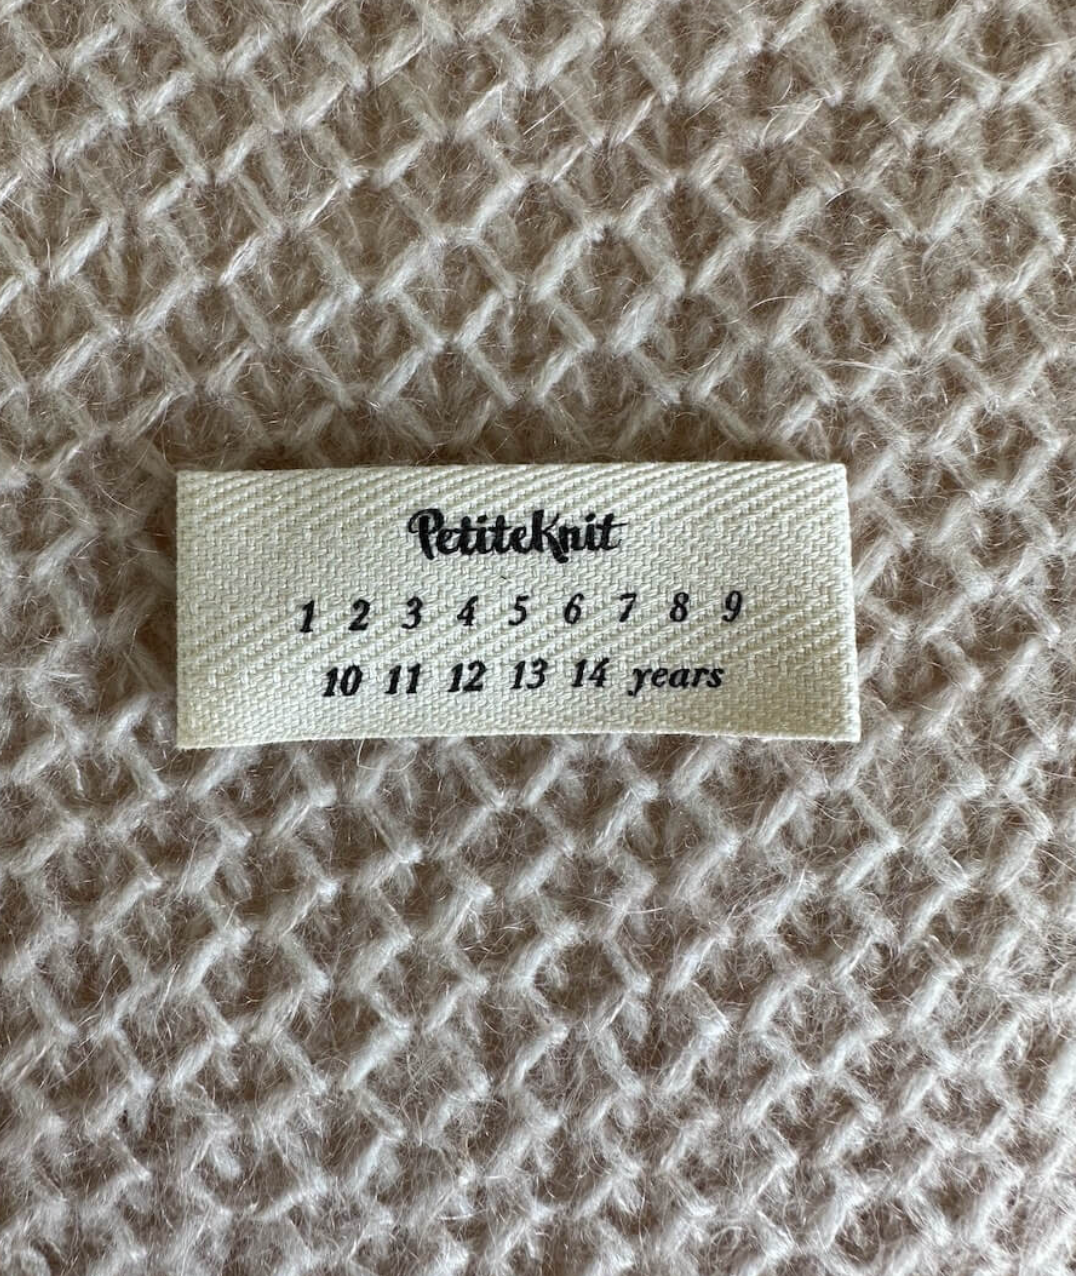 PetiteKnit
1 2 3 4 5 6 7 8 9
10 11 12 13 14 years